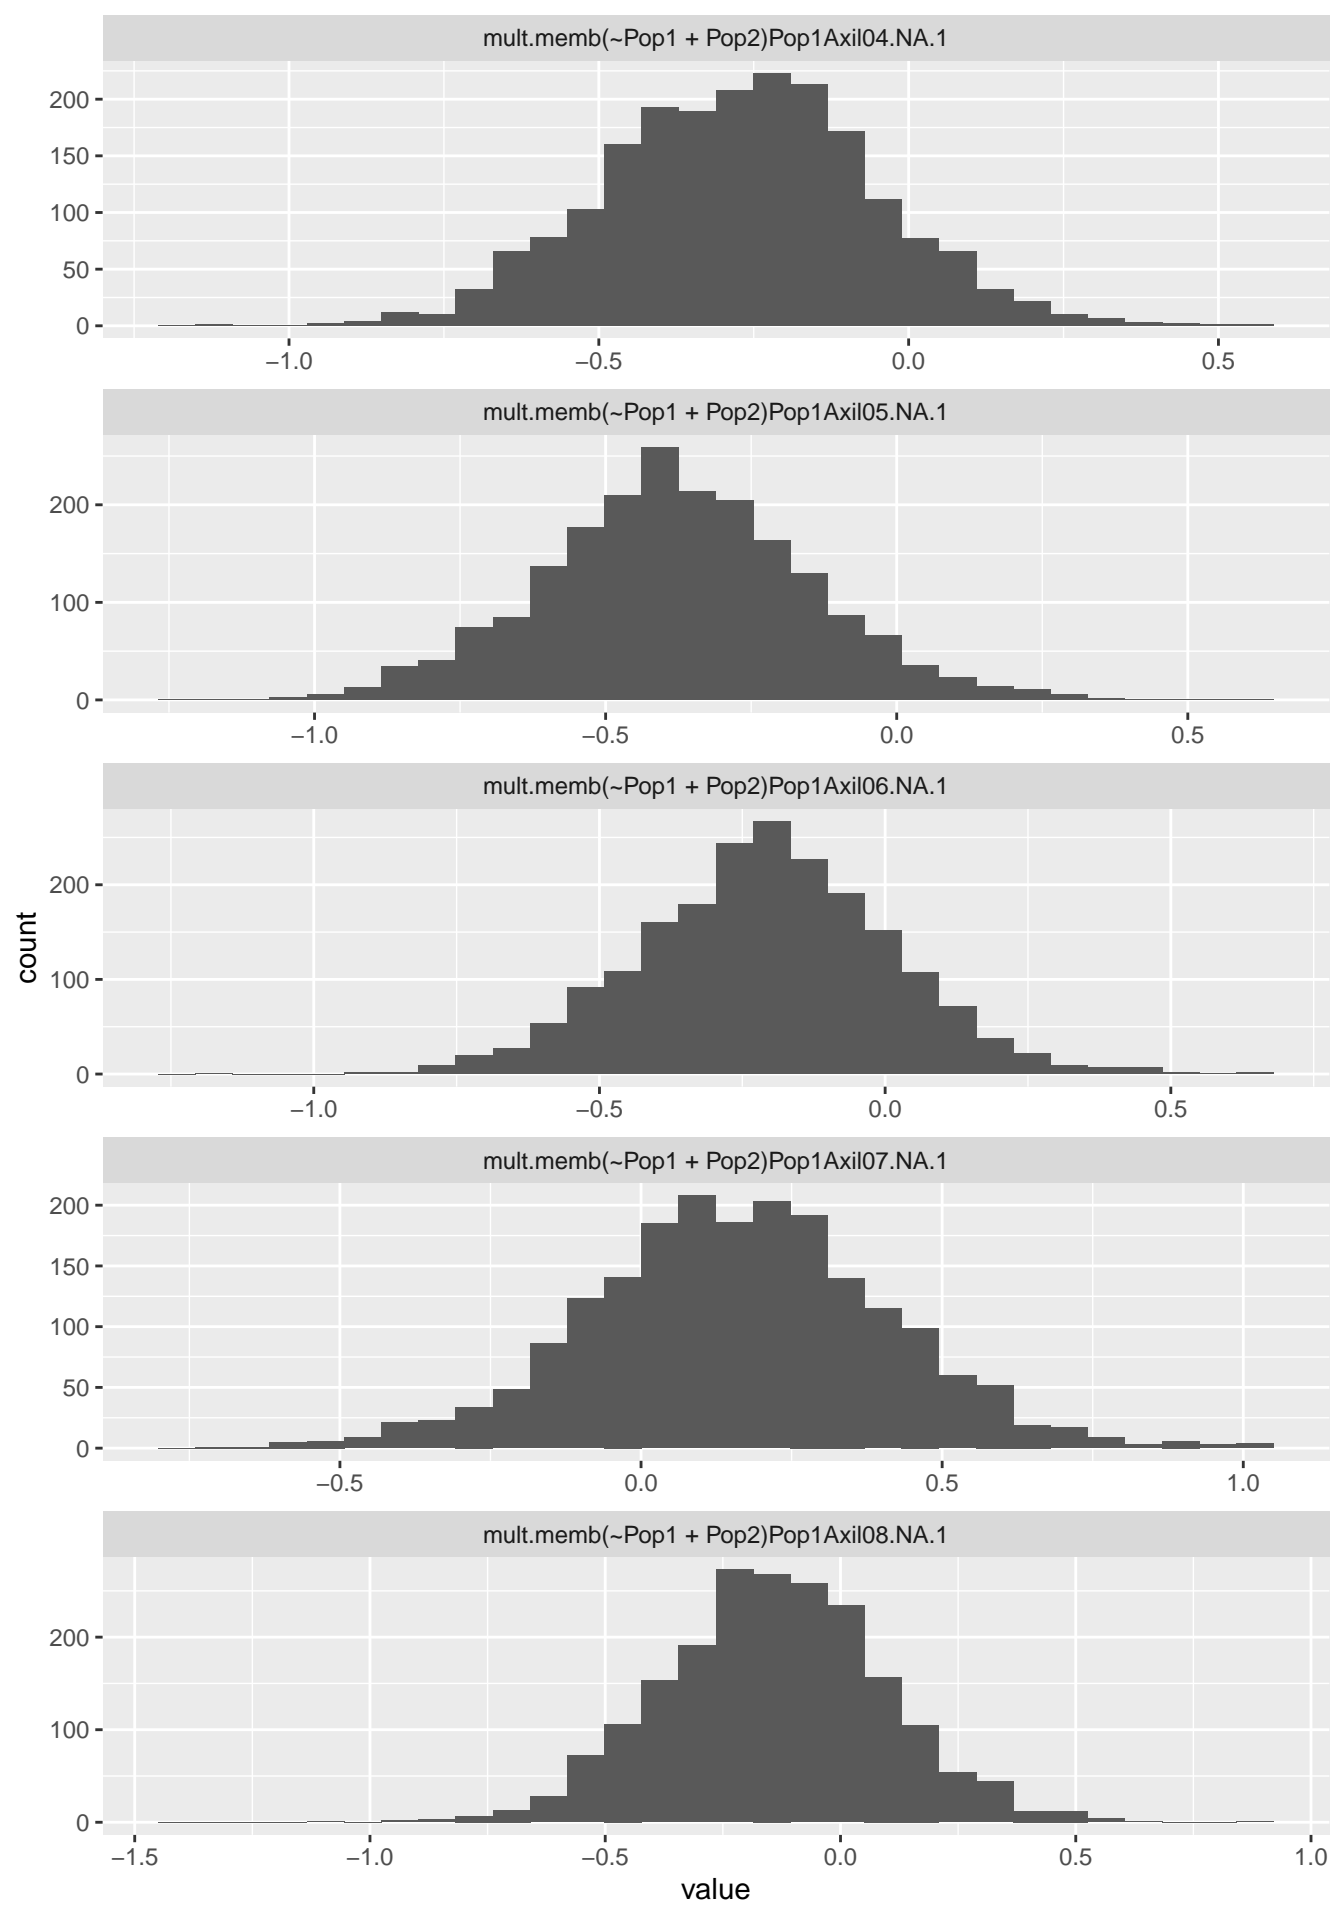 mult.memb(~Pop1 + Pop2)Pop1Axil04.NA.1
200
150
100
50
0
−1.0 −0.5 0.0 0.5
mult.memb(~Pop1 + Pop2)Pop1Axil05.NA.1
200
100
0
−1.0 −0.5 0.0 0.5
mult.memb(~Pop1 + Pop2)Pop1Axil06.NA.1
200
100
0
−1.0 −0.5 0.0 0.5
count
mult.memb(~Pop1 + Pop2)Pop1Axil07.NA.1
200
150
100
50
0
−0.5 0.0 0.5 1.0
mult.memb(~Pop1 + Pop2)Pop1Axil08.NA.1
200
100
0
−1.5 −1.0 −0.5 0.0 0.5 1.0
value